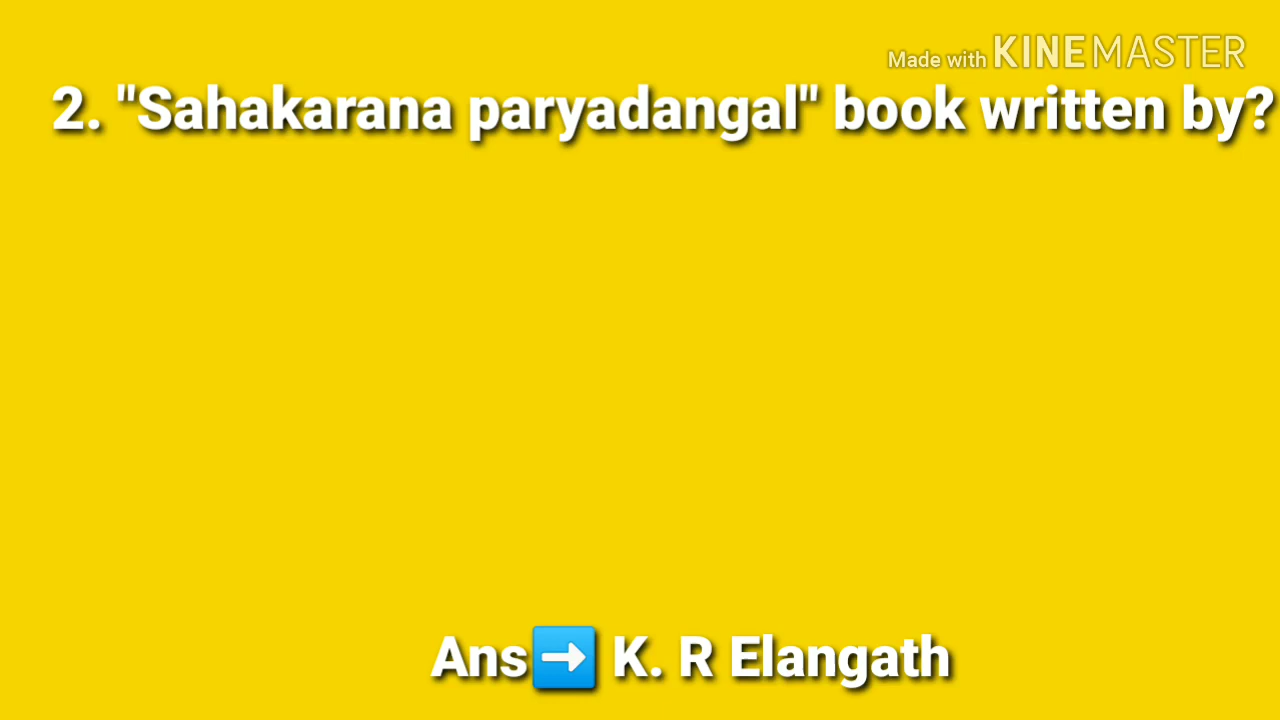 Made with KINEMASTER
2. "Sahakarana paryadangal" book written by?
Ans➡ K. R Elangath